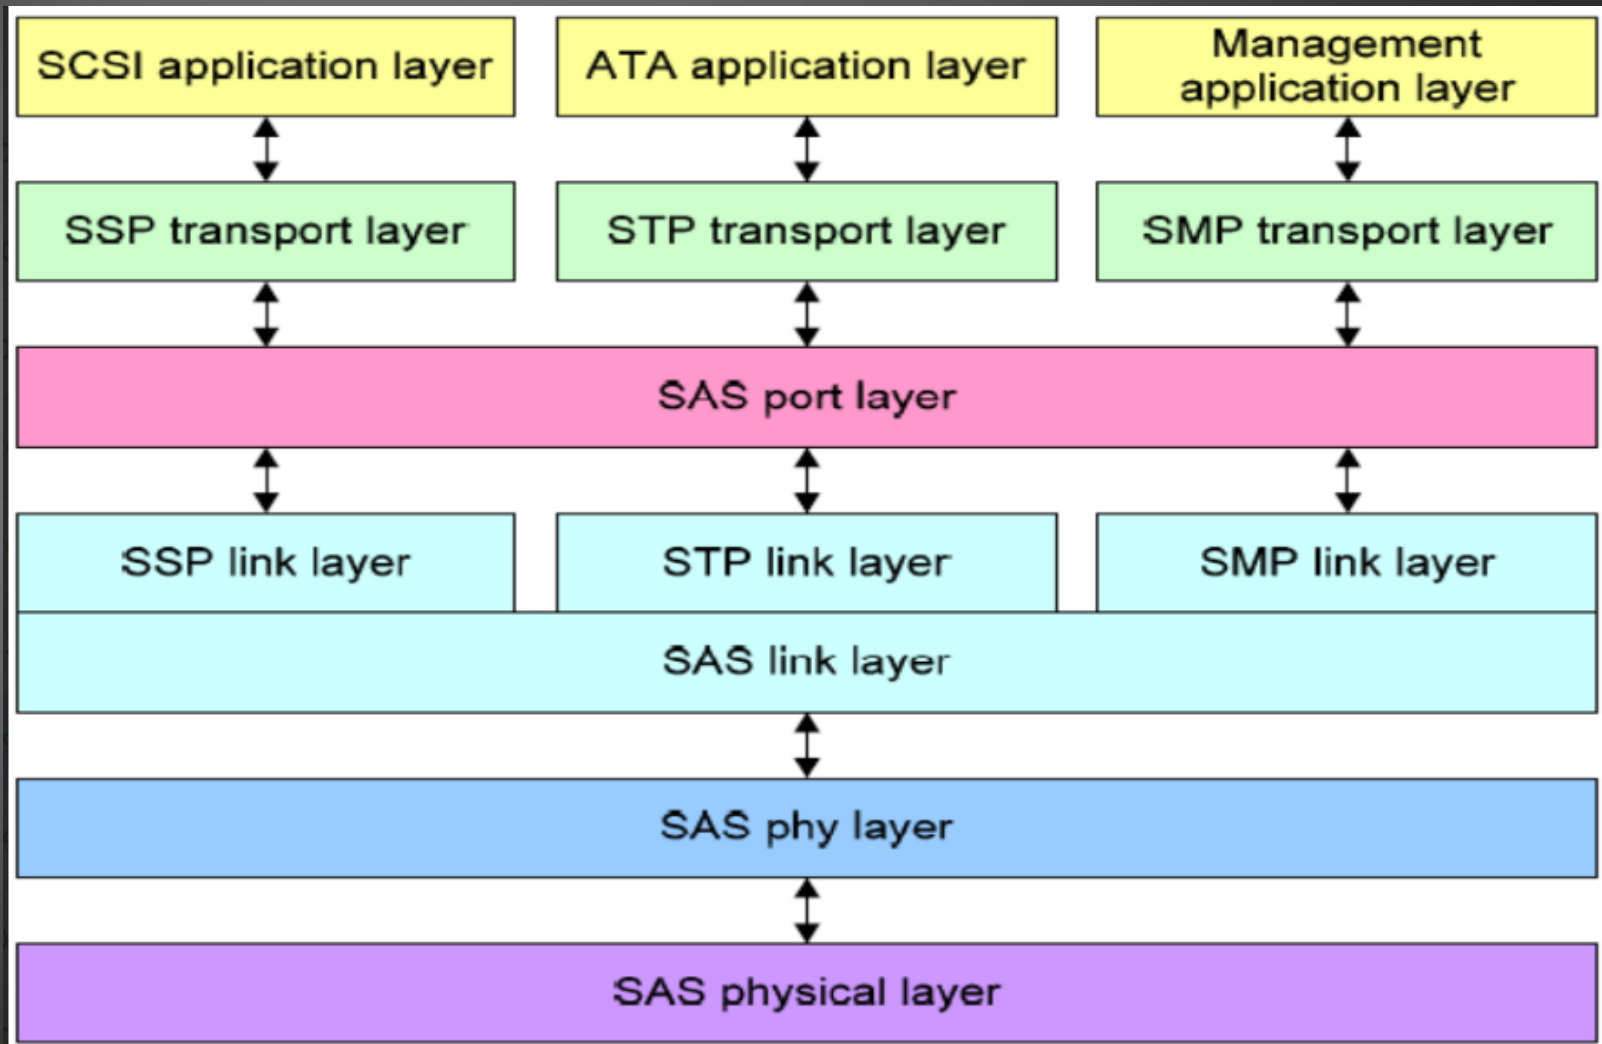 SCSI application layer
ATA application layer
Management
application layer
SSP transport layer
STP transport layer
SMP transport layer
SAS port layer
SSP link layer
STP link layer
SMP link layer
SAS link layer
SAS phy layer
SAS physical layer